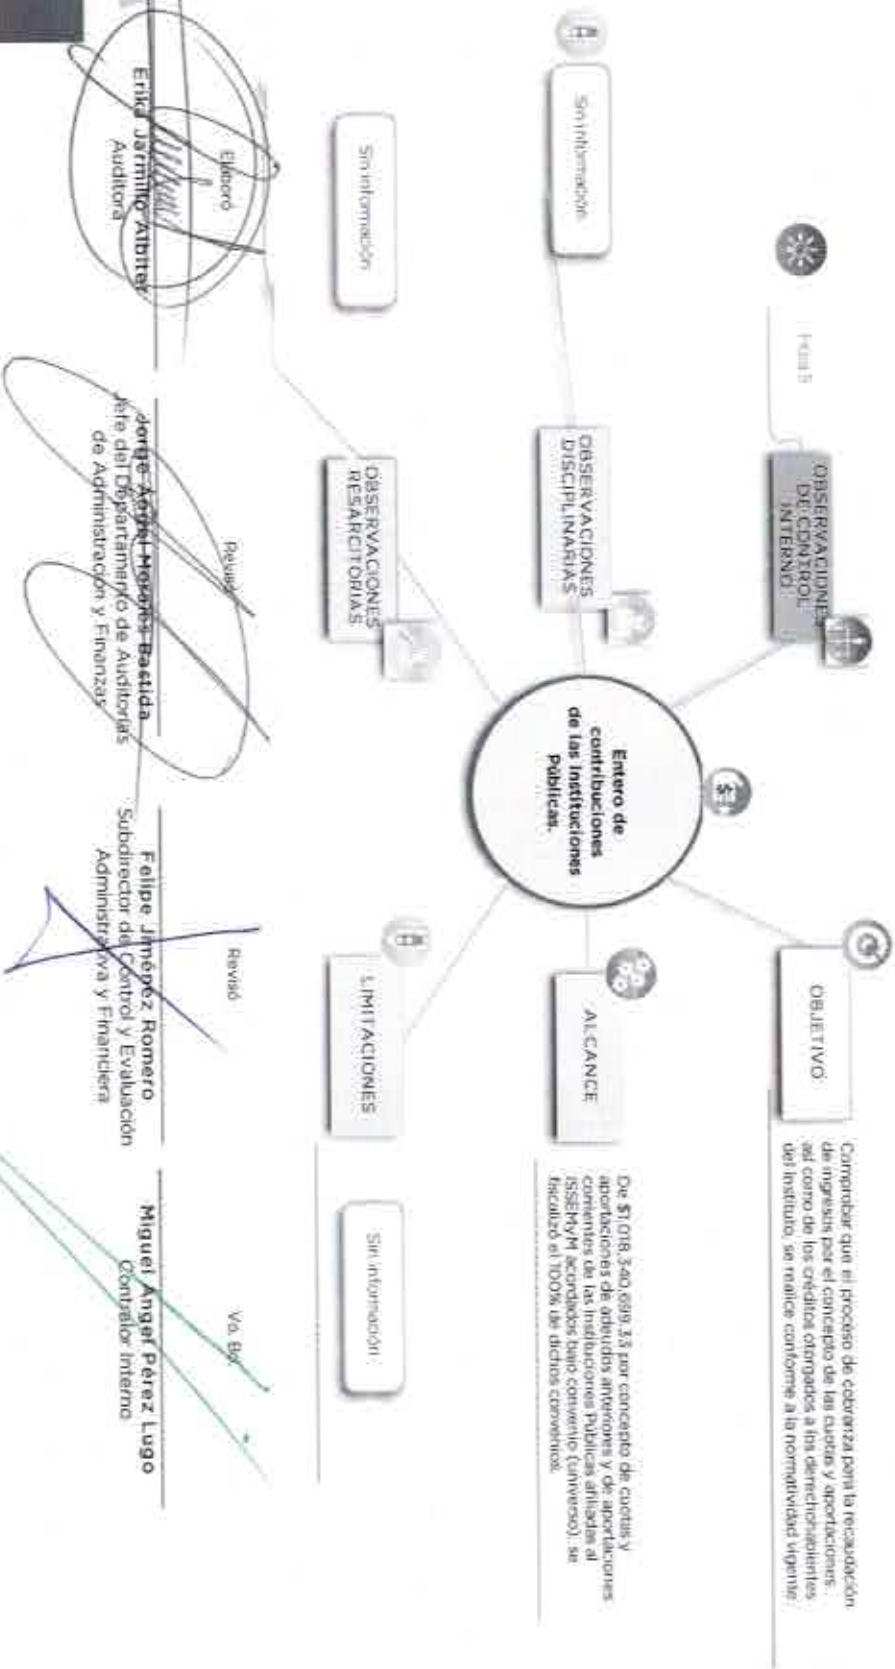 Hoja 5
OBSERVACIONES
DE CONTROL
INTERNO
Sin información
OBSERVACIONES
DISCIPLINARIAS
Sin información
OBSERVACIONES
RESARCITORIAS
Entero de
contribuciones
de las Instituciones
Públicas.
OBJETIVO
Comprobar que el proceso de cobranza para la recaudación
de ingresos por el concepto de las cuotas y aportaciones
así como de los créditos otorgados a los derechohabientes
del Instituto, se realice conforme a la normatividad vigente
ALCANCE
De $1,018,340,699.33 por concepto de cuotas y
aportaciones de adeudos anteriores y de aportaciones
corrientes de las Instituciones Públicas afiliadas al
ISSEMyM acordados bajo convenio (universo), se
fiscalizó el 100% de dichos convenios.
LIMITACIONES
Sin información
Elaboró
Erika Jarmillo Albiter
Auditora
Revisó
Jorge Ángel Morales Bastida
Jefe del Departamento de Auditorías
de Administración y Finanzas
Revisó
Felipe Jiménez Romero
Subdirector de Control y Evaluación
Administrativa y Financiera
Vo. Bo.
Miguel Ángel Pérez Lugo
Contralor Interno